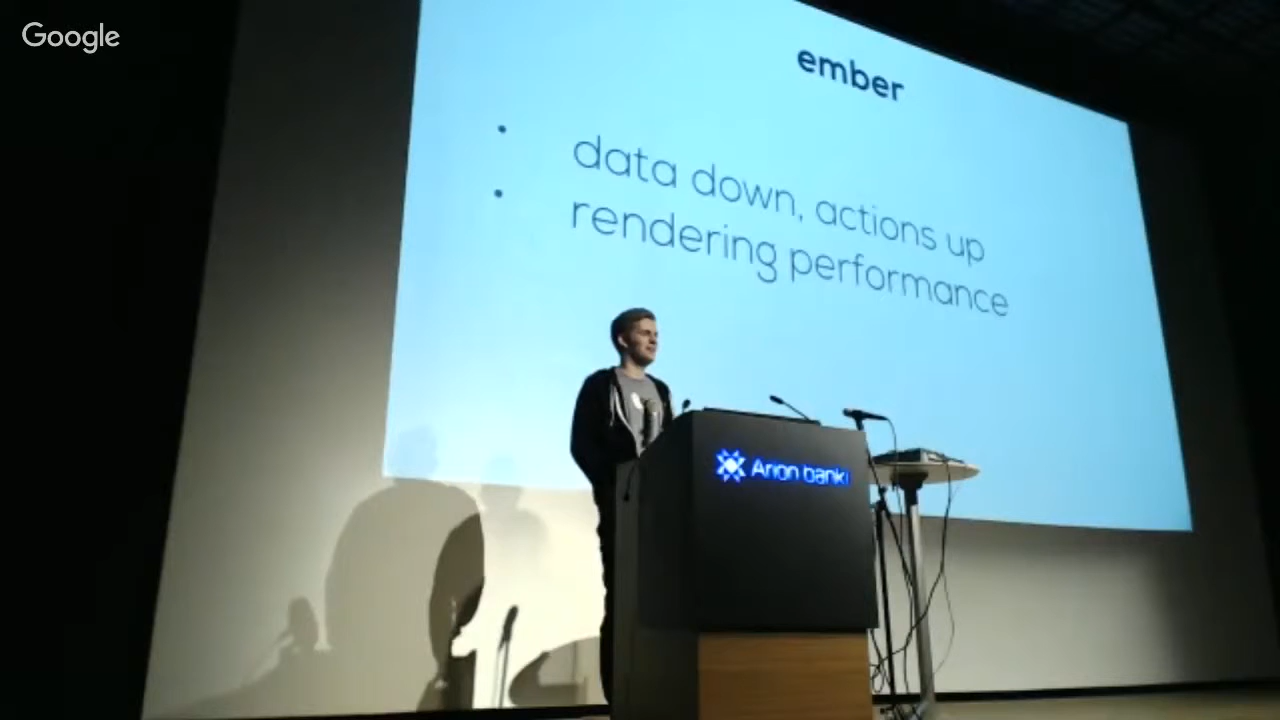 Google
ember
• data down, actions up
• rendering performance
Arion banki